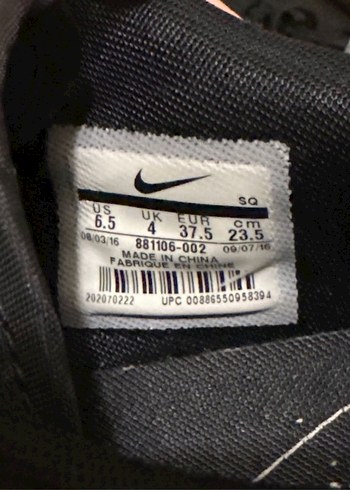 SQ
US UK EUR cm
6.5 4 37.5 23.5
08/03/16 881106-002 09/07/16
MADE IN CHINA
FABRIQUE EN CHINE
202070222 UPC 00886550958394